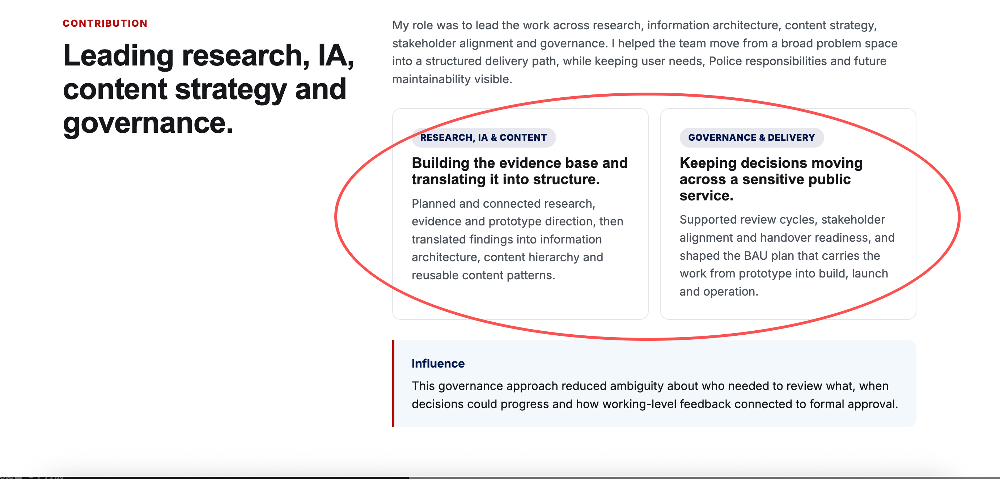 CONTRIBUTION
Leading research, IA,
content strategy and
governance.
My role was to lead the work across research, information architecture, content strategy,
stakeholder alignment and governance. I helped the team move from a broad problem space
into a structured delivery path, while keeping user needs, Police responsibilities and future
maintainability visible.
RESEARCH, IA & CONTENT
Building the evidence base and
translating it into structure.
Planned and connected research,
evidence and prototype direction, then
translated findings into information
architecture, content hierarchy and
reusable content patterns.
GOVERNANCE & DELIVERY
Keeping decisions moving
across a sensitive public
service.
Supported review cycles, stakeholder
alignment and handover readiness, and
shaped the BAU plan that carries the
work from prototype into build, launch
and operation.
Influence
This governance approach reduced ambiguity about who needed to review what, when
decisions could progress and how working-level feedback connected to formal approval.